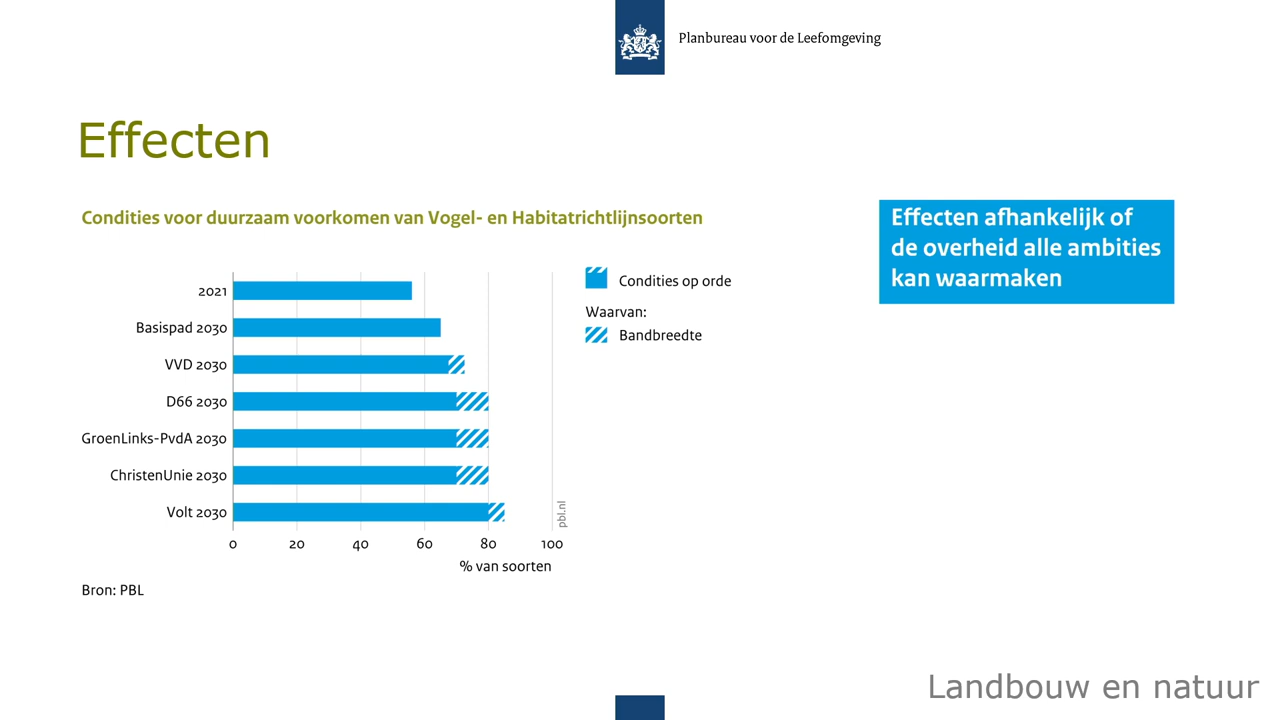 Planbureau voor de Leefomgeving
Effecten
Condities voor duurzaam voorkomen van Vogel- en Habitatrichtlijnsoorten
Effecten afhankelijk of
de overheid alle ambities
kan waarmaken
Condities op orde
Waarvan:
Bandbreedte
2021
Basispad 2030
VVD 2030
D66 2030
GroenLinks-PvdA 2030
ChristenUnie 2030
Volt 2030
pbl.nl
0 20 40 60 80 100
% van soorten
Bron: PBL
Landbouw en natuur